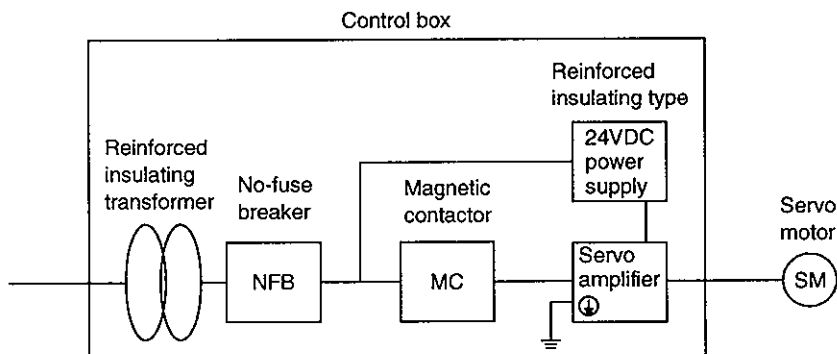 Control box
Reinforced
insulating type
24VDC
power
supply
Reinforced
insulating
transformer
No-fuse
breaker
Magnetic
contactor
Servo
motor
NFB
MC
Servo
amplifier
SM